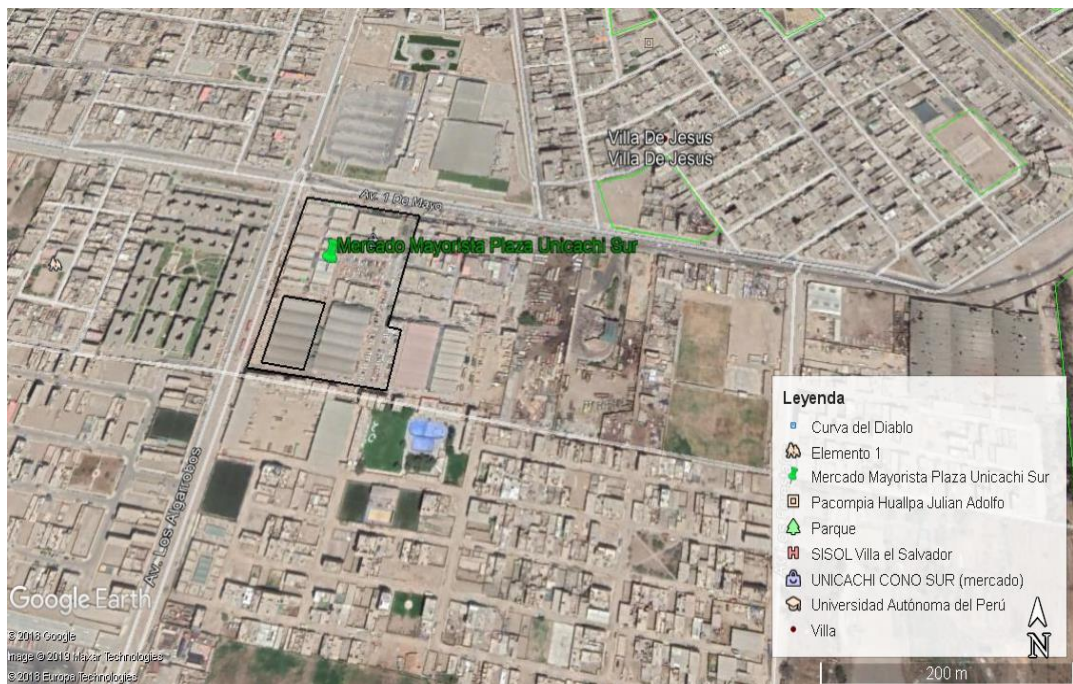 Villa De Jesus
Villa De Jesus
Av. 1 De Mayo
Mercado Mayorista Plaza Unicachi Sur
Av. Los Algarrobos
Leyenda
Curva del Diablo
Elemento 1
Mercado Mayorista Plaza Unicachi Sur
Pacompia Huallpa Julian Adolfo
Parque
SISOL Villa el Salvador
UNICACHI CONO SUR (mercado)
Universidad Autónoma del Perú
Villa
N
200 m
Google Earth
© 2018 Google
Image © 2019 Maxar Technologies
© 2018 Europa Technologies